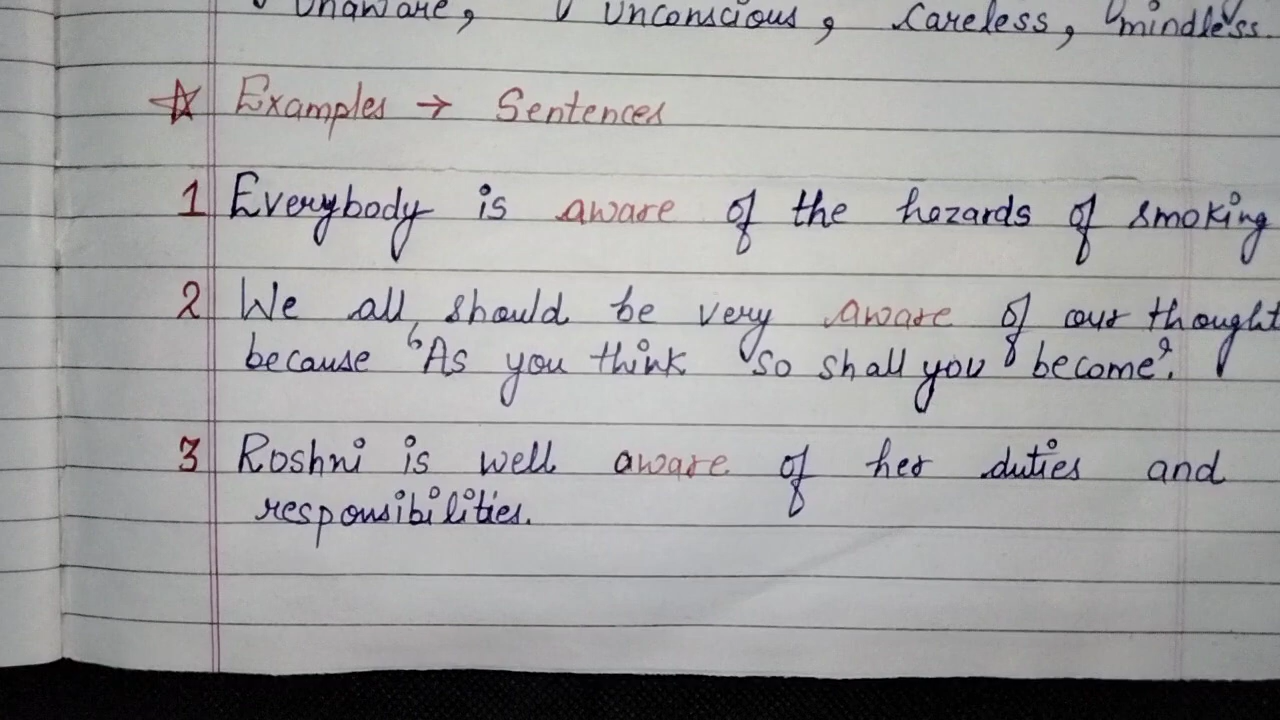 Unaware, Unconscious, Careless, mindless.
☆ Examples → Sentences
1 Everybody is aware of the hazards of smoking
2 We all should be very aware of our thought
because "As you think so shall you become".
3 Roshni is well aware of her duties and
responsibilities.